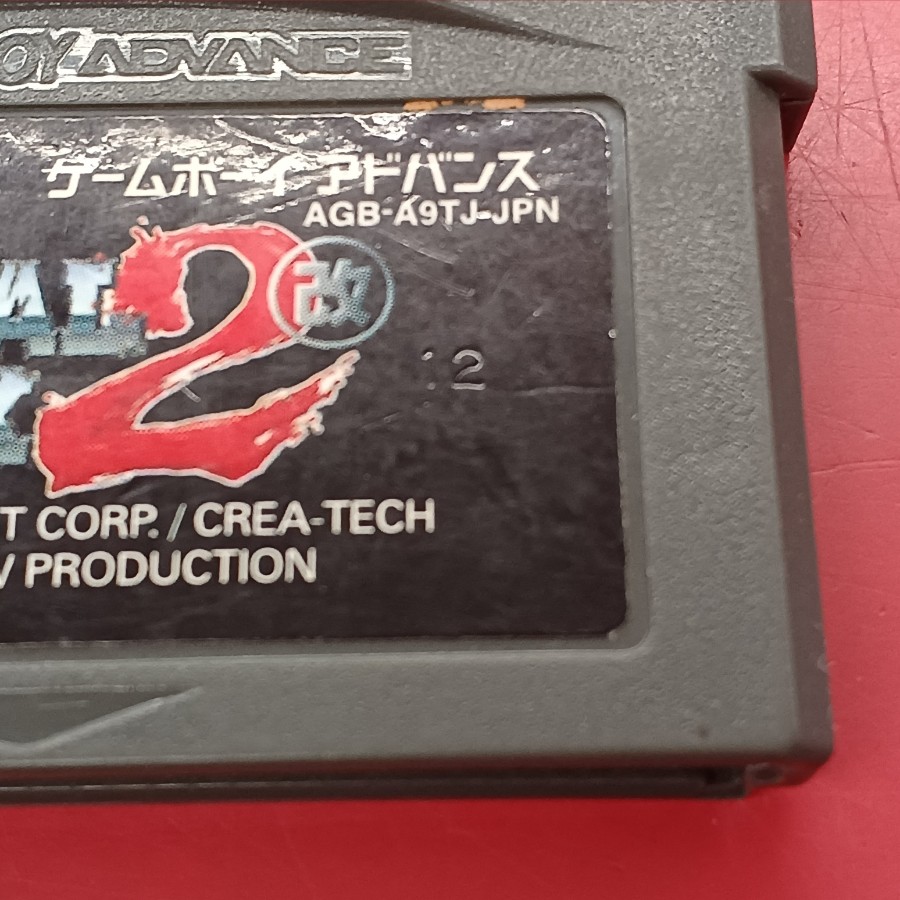 OY ADVANCE
ゲームボーイ アドバンス
AGB-A9TJ-JPN
AL 2 改
12
T CORP. / CREA-TECH
V PRODUCTION